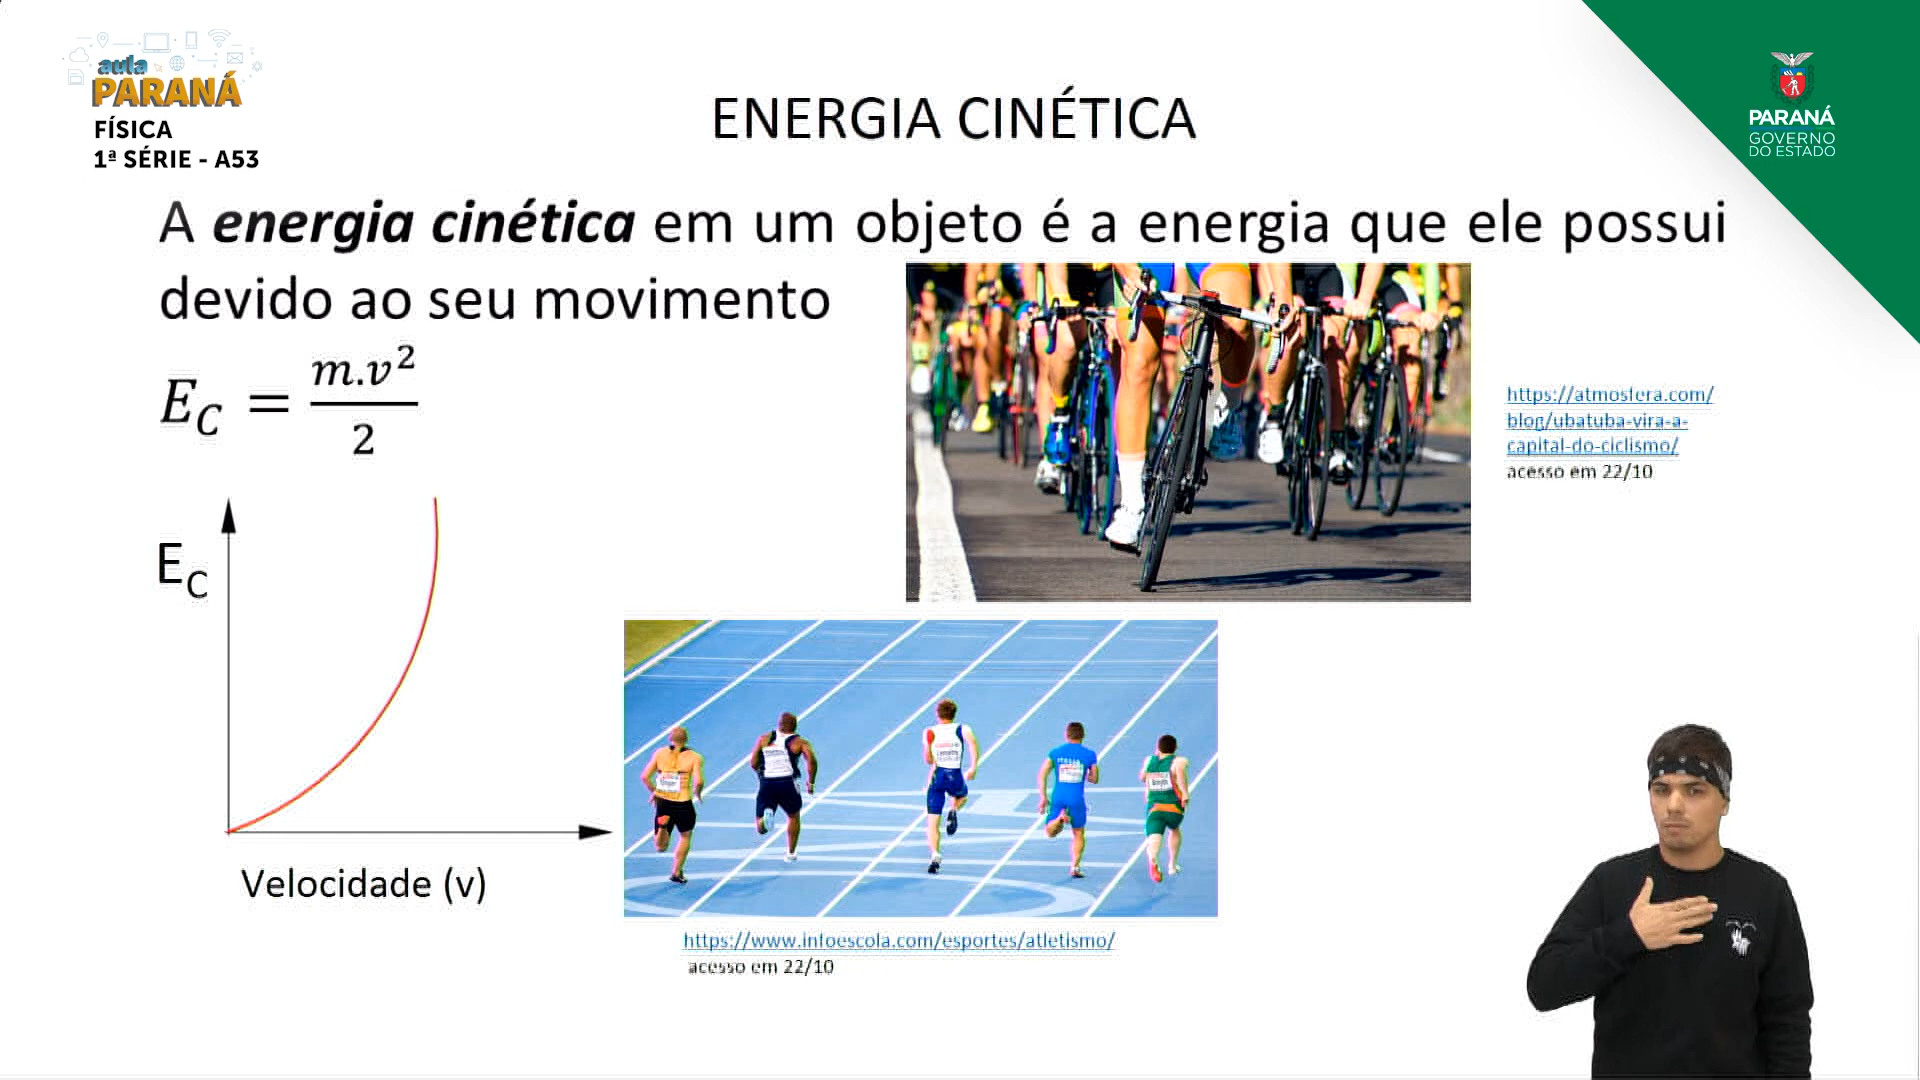 aula
PARANÁ
FÍSICA
1ª SÉRIE - A53
PARANÁ
GOVERNO
DO ESTADO
ENERGIA CINÉTICA
A energia cinética em um objeto é a energia que ele possui
devido ao seu movimento
E_C = m.v²/2
https://atmosfera.com/
blog/ubatuba-vira-a-
capital-do-ciclismo/
acesso em 22/10
E_C
Velocidade (v)
ITALIA
https://www.infoescola.com/esportes/atletismo/
acesso em 22/10